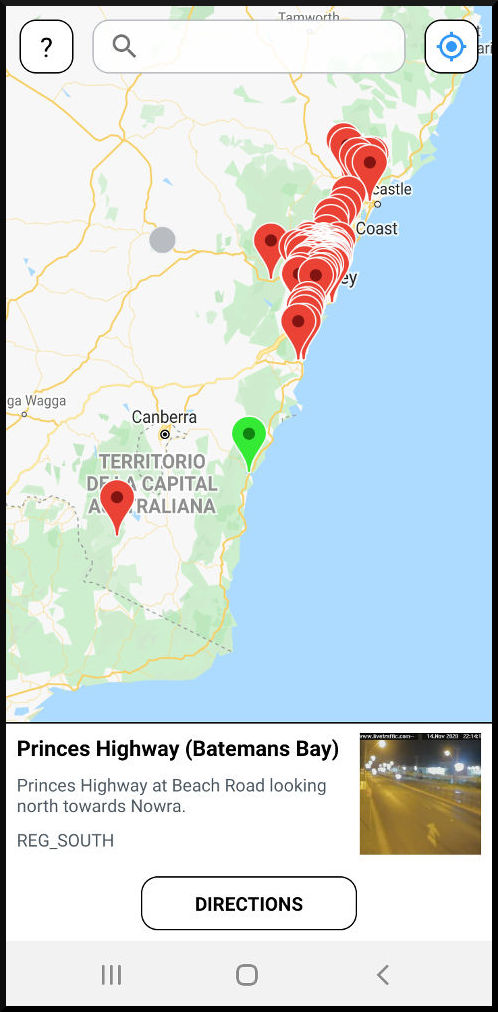 ?
Tamworth
castle
Coast
ey
ga Wagga
Canberra
TERRITORIO
DE LA CAPITAL
AUSTRALIANA
Princes Highway (Batemans Bay)
www.livetraffic.com
14.Nov 2020 22:14:
Princes Highway at Beach Road looking
north towards Nowra.
REG_SOUTH
DIRECTIONS